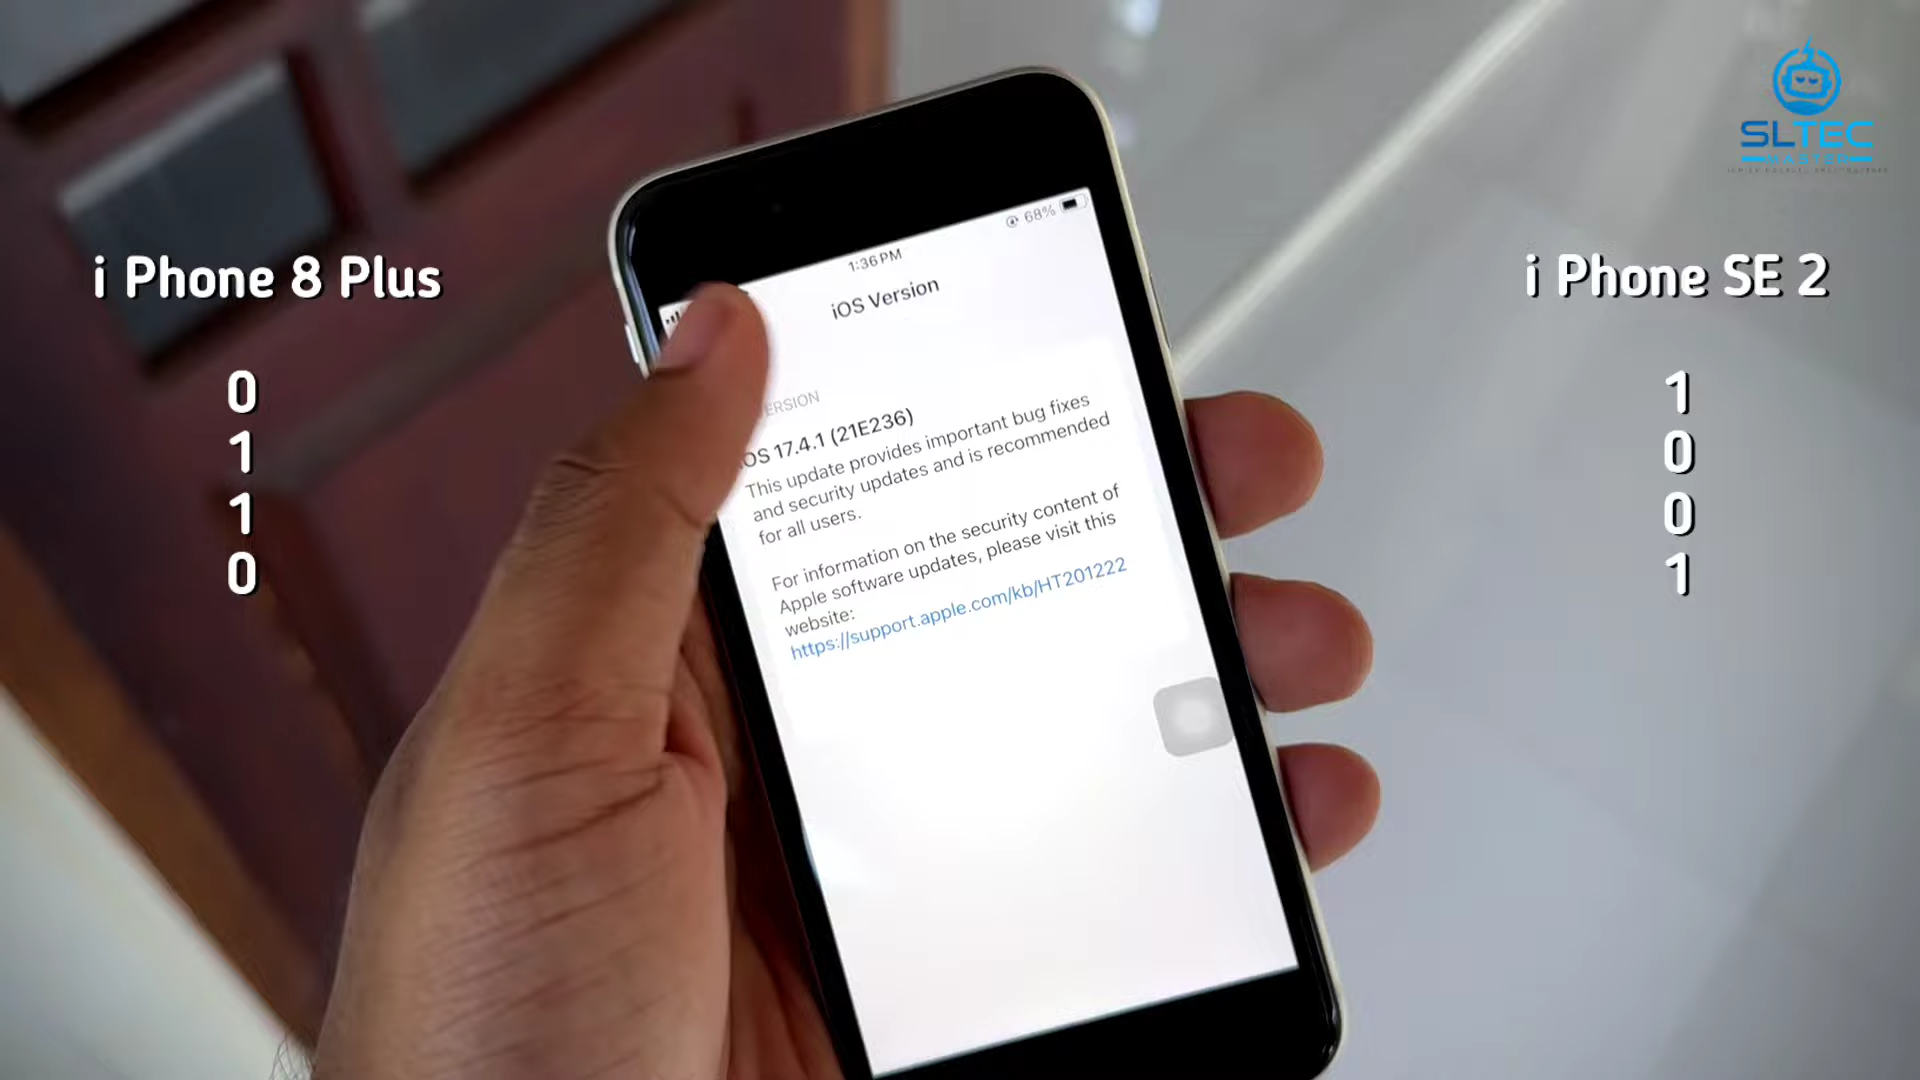 SLTEC
MASTER
i Phone 8 Plus
0
1
1
0
i Phone SE 2
1
0
0
1
68%
1:36 PM
iOS Version
ERSION
iOS 17.4.1 (21E236)
This update provides important bug fixes
and security updates and is recommended
for all users.
For information on the security content of
Apple software updates, please visit this
website:
https://support.apple.com/kb/HT201222